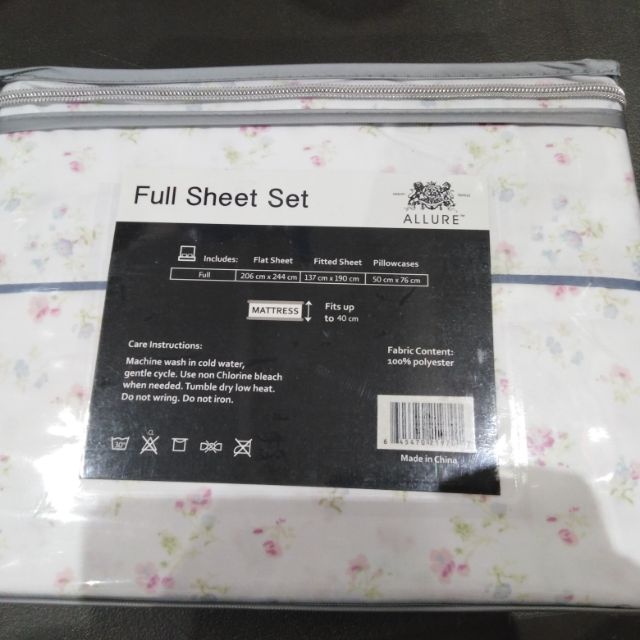 Full Sheet Set
ALLURE™
Includes: Flat Sheet Fitted Sheet Pillowcases
Full 206 cm x 244 cm 137 cm x 190 cm 50 cm x 76 cm
MATTRESS
Fits up
to 40 cm
Care Instructions:
Machine wash in cold water,
gentle cycle. Use non Chlorine bleach
when needed. Tumble dry low heat.
Do not wring. Do not iron.
Fabric Content:
100% polyester
30°
Made in China